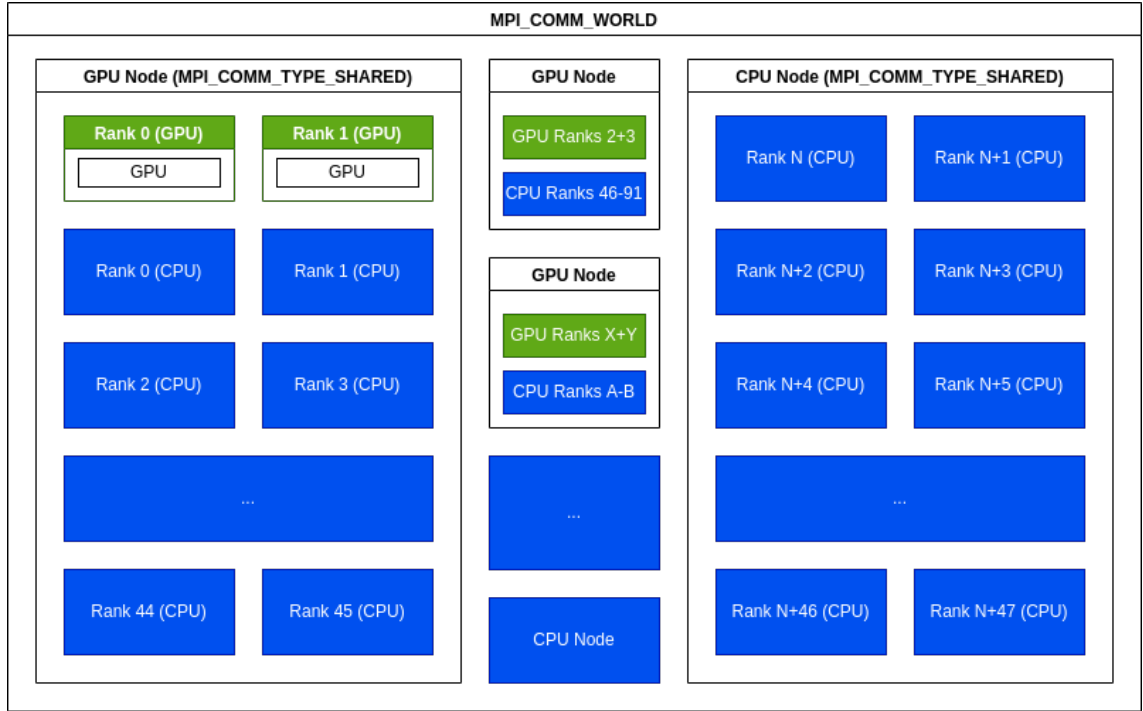 MPI_COMM_WORLD
GPU Node (MPI_COMM_TYPE_SHARED)
Rank 0 (GPU)
GPU
Rank 1 (GPU)
GPU
Rank 0 (CPU)
Rank 1 (CPU)
Rank 2 (CPU)
Rank 3 (CPU)
...
Rank 44 (CPU)
Rank 45 (CPU)
GPU Node
GPU Ranks 2+3
CPU Ranks 46-91
GPU Node
GPU Ranks X+Y
CPU Ranks A-B
...
CPU Node
CPU Node (MPI_COMM_TYPE_SHARED)
Rank N (CPU)
Rank N+1 (CPU)
Rank N+2 (CPU)
Rank N+3 (CPU)
Rank N+4 (CPU)
Rank N+5 (CPU)
...
Rank N+46 (CPU)
Rank N+47 (CPU)